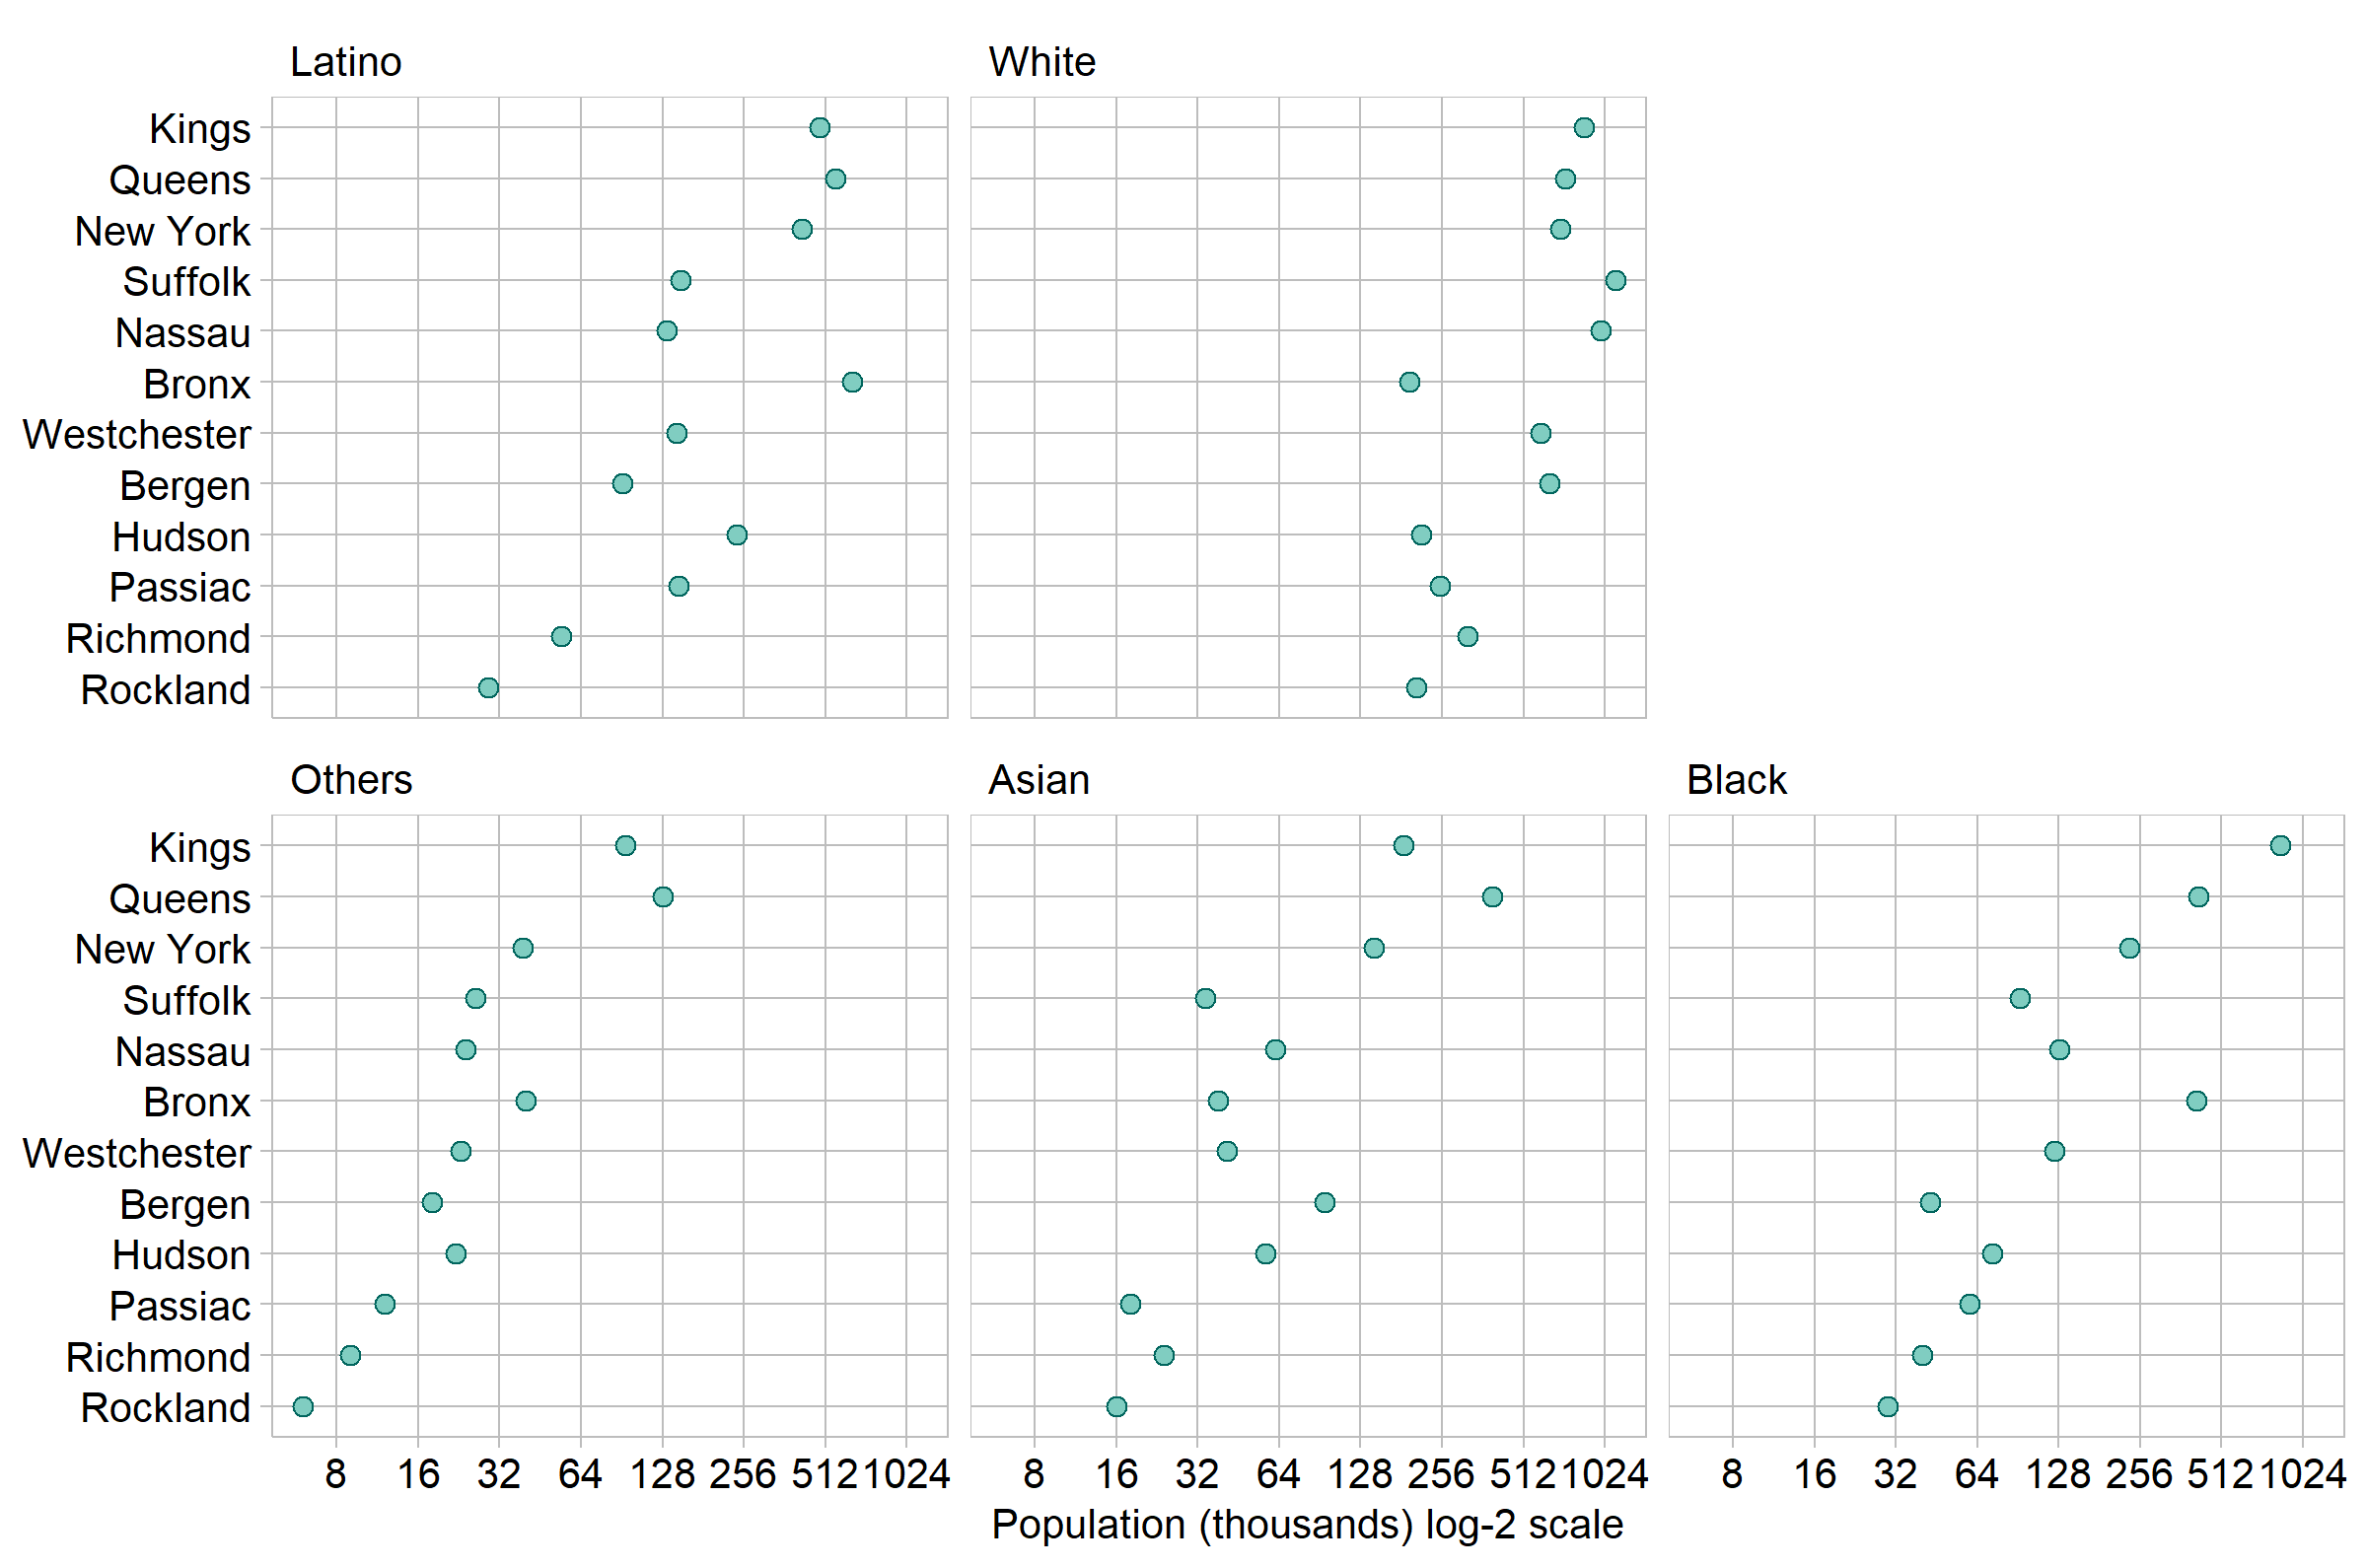 Latino
White
Kings
Queens
New York
Suffolk
Nassau
Bronx
Westchester
Bergen
Hudson
Passiac
Richmond
Rockland
Others
Asian
Black
Kings
Queens
New York
Suffolk
Nassau
Bronx
Westchester
Bergen
Hudson
Passiac
Richmond
Rockland
8 16 32 64 128 256 512 1024 8 16 32 64 128 256 512 1024 8 16 32 64 128 256 512 1024
Population (thousands) log-2 scale